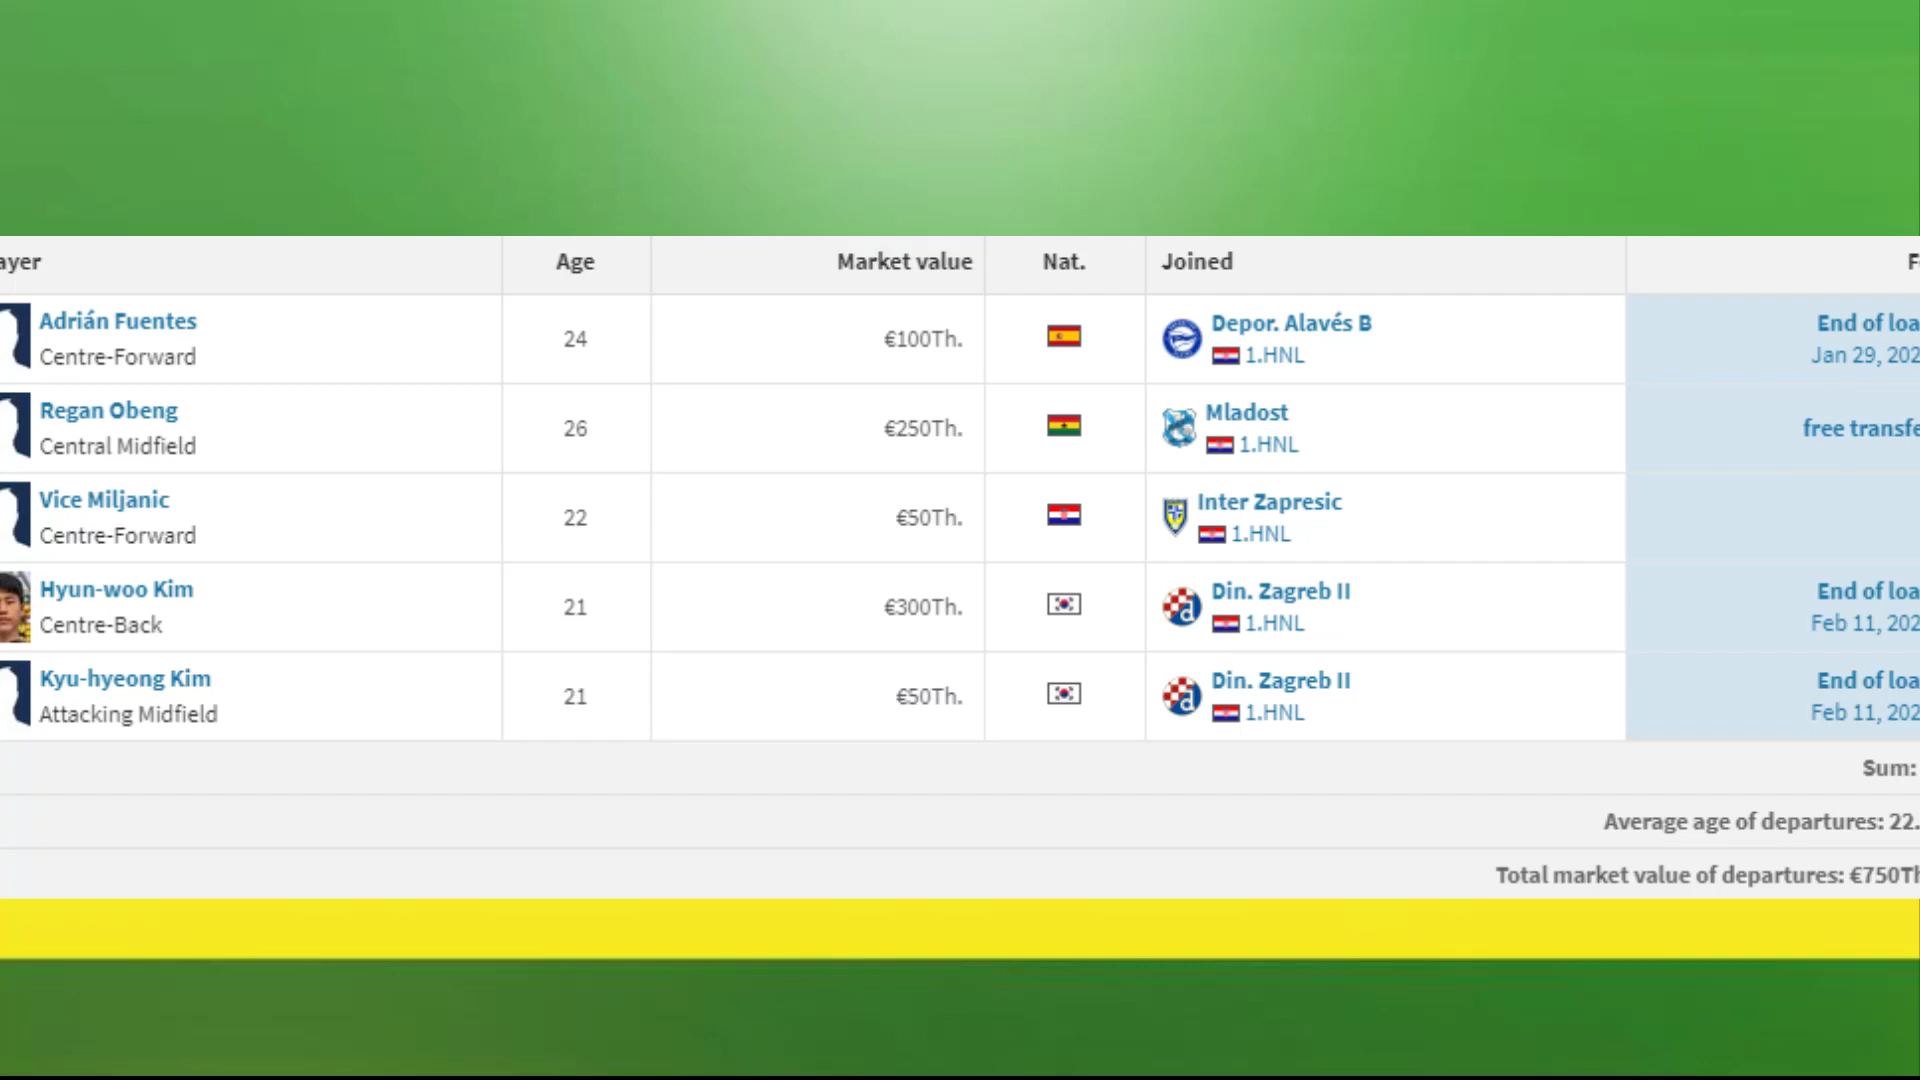 ayer Age Market value Nat. Joined F
Adrián Fuentes
Centre-Forward
24 €100Th. Depor. Alavés B
1.HNL
End of loa
Jan 29, 202
Regan Obeng
Central Midfield
26 €250Th. Mladost
1.HNL
free transfe
Vice Miljanic
Centre-Forward
22 €50Th. Inter Zapresic
1.HNL
Hyun-woo Kim
Centre-Back
21 €300Th. Din. Zagreb II
1.HNL
End of loa
Feb 11, 202
Kyu-hyeong Kim
Attacking Midfield
21 €50Th. Din. Zagreb II
1.HNL
End of loa
Feb 11, 202
Sum:
Average age of departures: 22.
Total market value of departures: €750Th